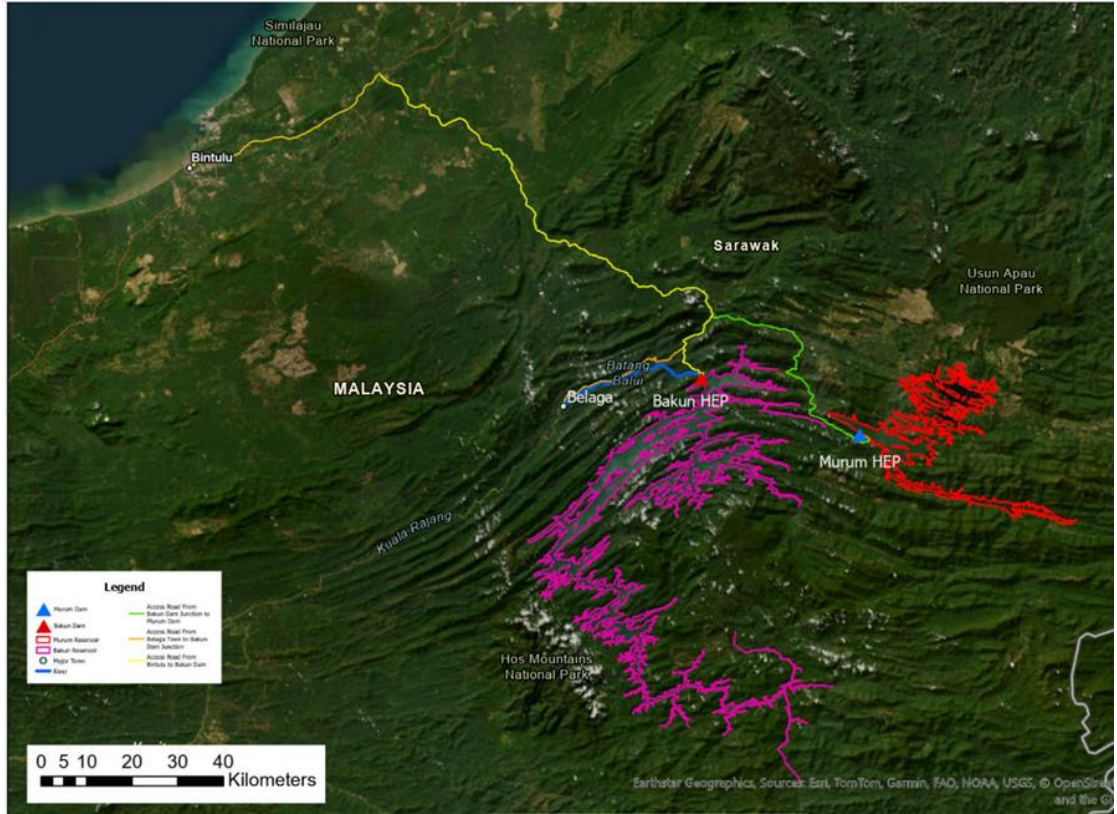 Similajau
National Park
Bintulu
Sarawak
Usun Apau
National Park
MALAYSIA
Batang
Balui
Belaga
Bakun HEP
Murum HEP
Kuala Rajang
Hos Mountains
National Park
Legend
Murum Dam
Bakun Dam
Murum Reservoir
Bakun Reservoir
Major Town
River
Access Road From
Bakun Dam Junction to
Murum Dam
Access Road From
Belaga Town to Bakun
Dam Junction
Access Road From
Bintulu to Bakun Dam
0 5 10 20 30 40
Kilometers
Earthstar Geographics, Sources: Esri, TomTom, Garmin, FAO, NOAA, USGS, © OpenStreet
and the G